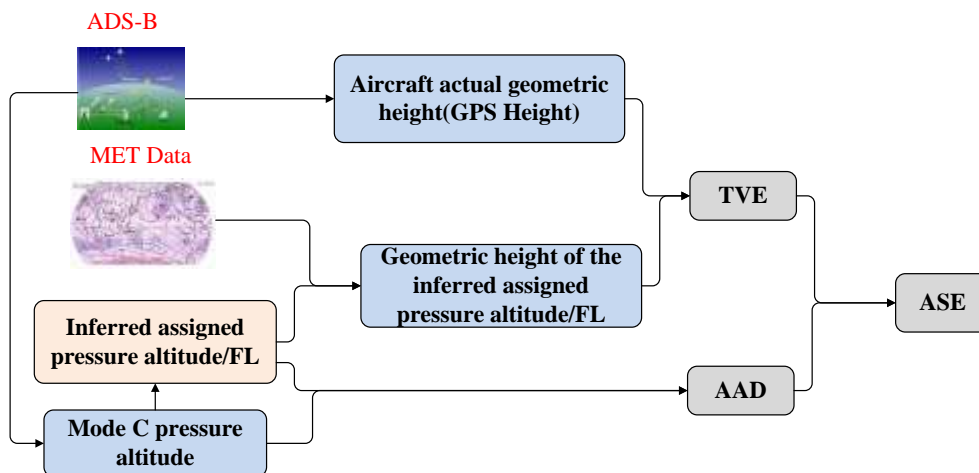 ADS-B
Aircraft actual geometric
height(GPS Height)
MET Data
TVE
Geometric height of the
inferred assigned
pressure altitude/FL
ASE
Inferred assigned
pressure altitude/FL
AAD
Mode C pressure
altitude